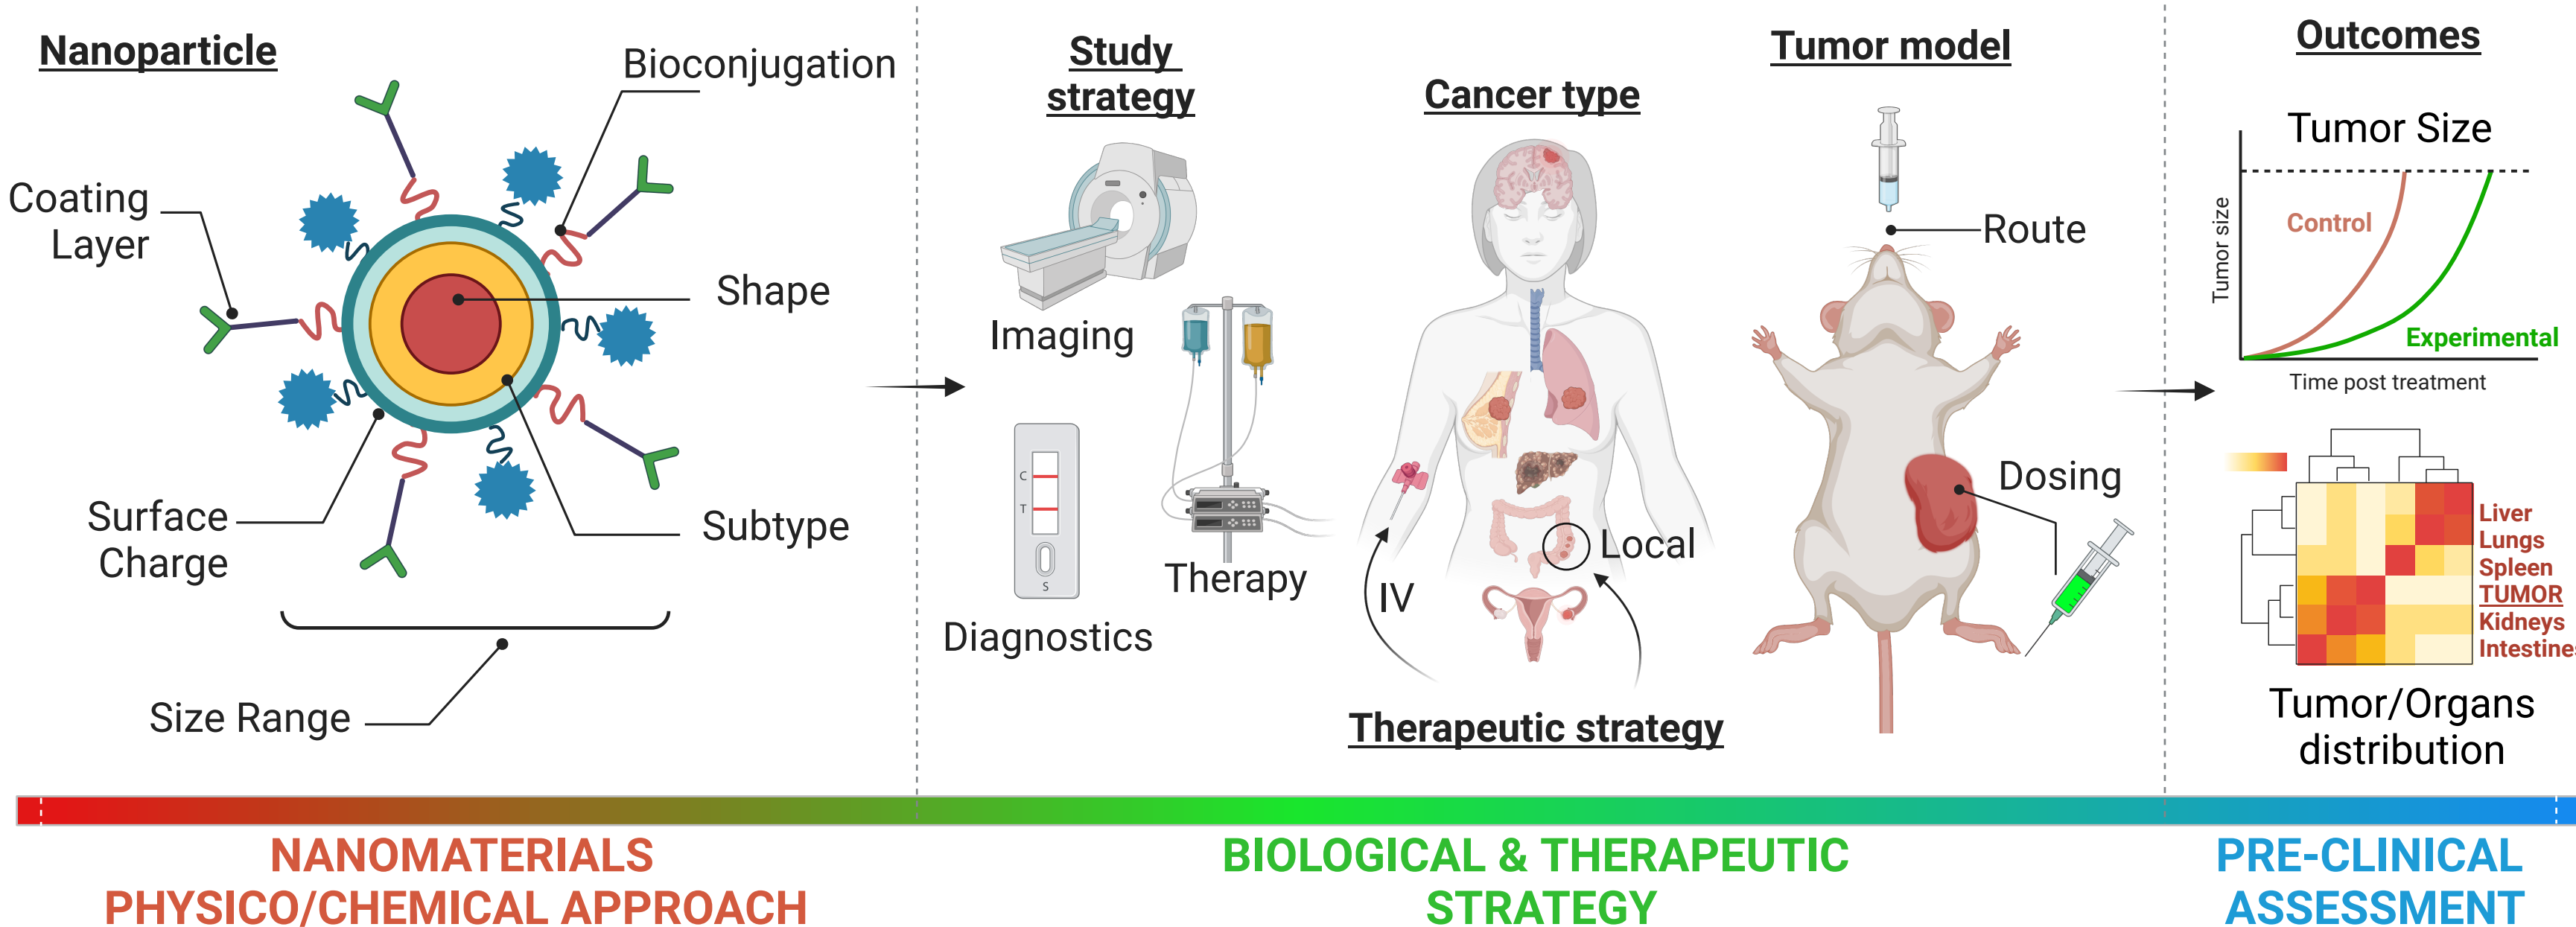 Nanoparticle
Bioconjugation
Coating
Layer
Shape
Surface
Charge
Subtype
Size Range
Study
strategy
Imaging
C
T
S
Diagnostics
Therapy
Cancer type
Local
IV
Therapeutic strategy
Tumor model
Route
Dosing
Outcomes
Tumor Size
Tumor size
Control
Experimental
Time post treatment
Liver
Lungs
Spleen
TUMOR
Kidneys
Intestines
Tumor/Organs
distribution
NANOMATERIALS
PHYSICO/CHEMICAL APPROACH
BIOLOGICAL & THERAPEUTIC
STRATEGY
PRE-CLINICAL
ASSESSMENT